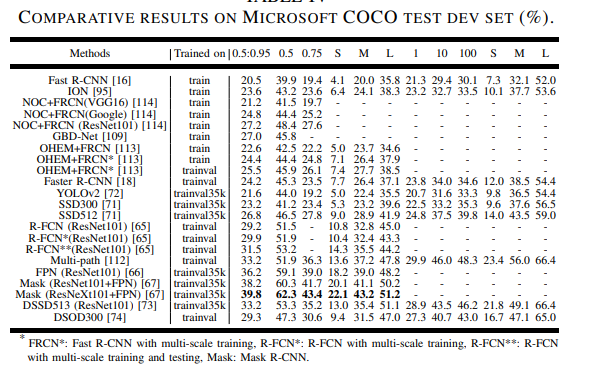 COMPARATIVE RESULTS ON MICROSOFT COCO TEST DEV SET (%).
Methods Trained on 0.5:0.95 0.5 0.75 S M L 1 10 100 S M L
Fast R-CNN [16] train 20.5 39.9 19.4 4.1 20.0 35.8 21.3 29.4 30.1 7.3 32.1 52.0
ION [95] train 23.6 43.2 23.6 6.4 24.1 38.3 23.2 32.7 33.5 10.1 37.7 53.6
NOC+FRCN(VGG16) [114] train 21.2 41.5 19.7 - - - - - - - - -
NOC+FRCN(Google) [114] train 24.8 44.4 25.2 - - - - - - - - -
NOC+FRCN (ResNet101) [114] train 27.2 48.4 27.6 - - - - - - - - -
GBD-Net [109] train 27.0 45.8 - - - - - - - - - -
OHEM+FRCN [113] train 22.6 42.5 22.2 5.0 23.7 34.6 - - - - - -
OHEM+FRCN* [113] train 24.4 44.4 24.8 7.1 26.4 37.9 - - - - - -
OHEM+FRCN* [113] trainval 25.5 45.9 26.1 7.4 27.7 38.5 - - - - - -
Faster R-CNN [18] trainval 24.2 45.3 23.5 7.7 26.4 37.1 23.8 34.0 34.6 12.0 38.5 54.4
YOLOv2 [72] trainval35k 21.6 44.0 19.2 5.0 22.4 35.5 20.7 31.6 33.3 9.8 36.5 54.4
SSD300 [71] trainval35k 23.2 41.2 23.4 5.3 23.2 39.6 22.5 33.2 35.3 9.6 37.6 56.5
SSD512 [71] trainval35k 26.8 46.5 27.8 9.0 28.9 41.9 24.8 37.5 39.8 14.0 43.5 59.0
R-FCN (ResNet101) [65] trainval 29.2 51.5 - 10.8 32.8 45.0 - - - - - -
R-FCN*(ResNet101) [65] trainval 29.9 51.9 - 10.4 32.4 43.3 - - - - - -
R-FCN**(ResNet101) [65] trainval 31.5 53.2 - 14.3 35.5 44.2 - - - - - -
Multi-path [112] trainval 33.2 51.9 36.3 13.6 37.2 47.8 29.9 46.0 48.3 23.4 56.0 66.4
FPN (ResNet101) [66] trainval35k 36.2 59.1 39.0 18.2 39.0 48.2 - - - - - -
Mask (ResNet101+FPN) [67] trainval35k 38.2 60.3 41.7 20.1 41.1 50.2 - - - - - -
Mask (ResNeXt101+FPN) [67] trainval35k 39.8 62.3 43.4 22.1 43.2 51.2 - - - - - -
DSSD513 (ResNet101) [73] trainval35k 33.2 53.3 35.2 13.0 35.4 51.1 28.9 43.5 46.2 21.8 49.1 66.4
DSOD300 [74] trainval 29.3 47.3 30.6 9.4 31.5 47.0 27.3 40.7 43.0 16.7 47.1 65.0
* FRCN*: Fast R-CNN with multi-scale training, R-FCN*: R-FCN with multi-scale training, R-FCN**: R-FCN
with multi-scale training and testing, Mask: Mask R-CNN.